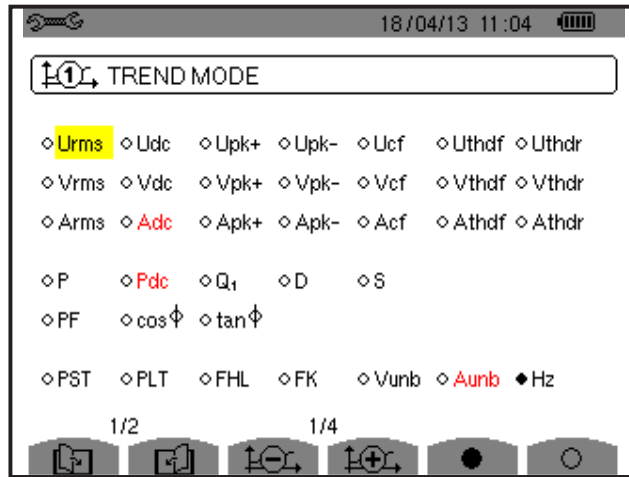 18/04/13 11:04
1 TREND MODE
Urms Udc Upk+ Upk- Ucf Uthdf Uthdr
Vrms Vdc Vpk+ Vpk- Vcf Vthdf Vthdr
Arms Adc Apk+ Apk- Acf Athdf Athdr
P Pdc Q₁ D S
PF cosϕ tanϕ
PST PLT FHL FK Vunb Aunb Hz
1/2 1/4